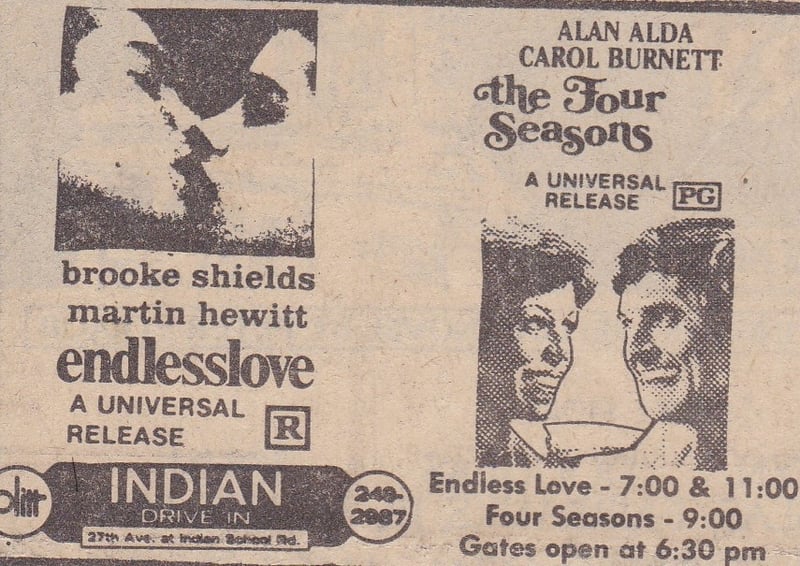 brooke shields
martin hewitt
endlesslove
A UNIVERSAL
RELEASE
R
plitt
INDIAN
DRIVE IN
27th Ave. at Indian School Rd.
249-
2987
ALAN ALDA
CAROL BURNETT
the Four
Seasons
A UNIVERSAL
RELEASE
PG
Endless Love - 7:00 & 11:00
Four Seasons - 9:00
Gates open at 6:30 pm